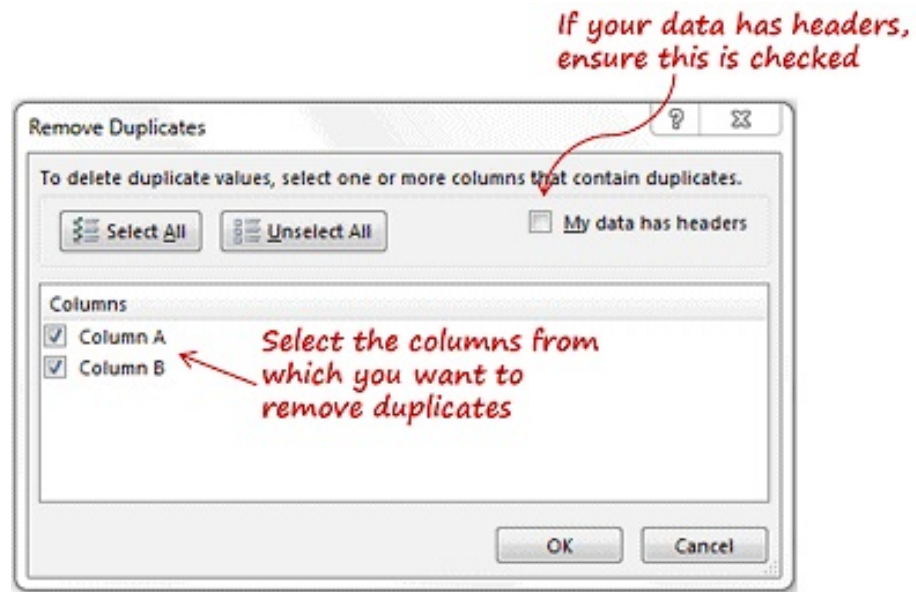 If your data has headers,
ensure this is checked
Remove Duplicates
To delete duplicate values, select one or more columns that contain duplicates.
Select All
Unselect All
My data has headers
Columns
Column A
Column B
Select the columns from
which you want to
remove duplicates
OK
Cancel